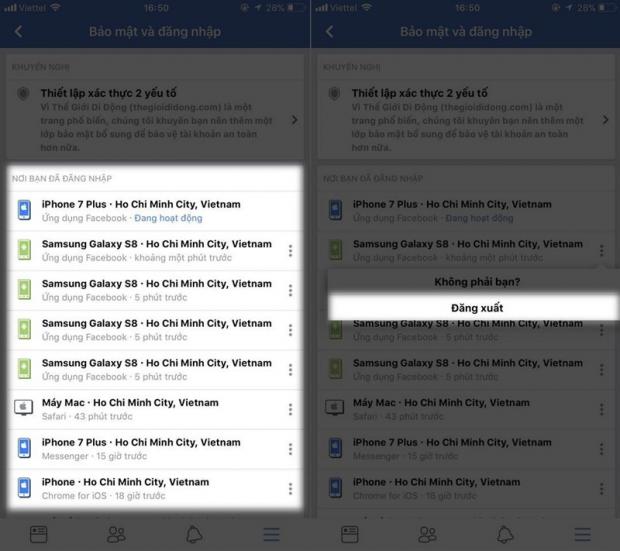 Viettel 16:50 28%
Bảo mật và đăng nhập
KHUYẾN NGHỊ
Thiết lập xác thực 2 yếu tố
Vì Thế Giới Di Động (thegioididong.com) là một
trang phổ biến, chúng tôi khuyên bạn nên thêm một
lớp bảo mật bổ sung để bảo vệ tài khoản an toàn
hơn nữa.
NƠI BẠN ĐÃ ĐĂNG NHẬP
iPhone 7 Plus · Ho Chi Minh City, Vietnam
Ứng dụng Facebook · Đang hoạt động
Samsung Galaxy S8 · Ho Chi Minh City, Vietnam
Ứng dụng Facebook · khoảng một phút trước
Samsung Galaxy S8 · Ho Chi Minh City, Vietnam
Ứng dụng Facebook · 5 phút trước
Samsung Galaxy S8 · Ho Chi Minh City, Vietnam
Ứng dụng Facebook · 5 phút trước
Samsung Galaxy S8 · Ho Chi Minh City, Vietnam
Ứng dụng Facebook · 5 phút trước
Máy Mac · Ho Chi Minh City, Vietnam
Safari · 43 phút trước
iPhone 7 Plus · Ho Chi Minh City, Vietnam
Messenger · 15 giờ trước
iPhone · Ho Chi Minh City, Vietnam
Chrome for iOS · 18 giờ trước
Viettel 16:50 28%
Bảo mật và đăng nhập
KHUYẾN NGHỊ
Thiết lập xác thực 2 yếu tố
Vì Thế Giới Di Động (thegioididong.com) là một
trang phổ biến, chúng tôi khuyên bạn nên thêm một
lớp bảo mật bổ sung để bảo vệ tài khoản an toàn
hơn nữa.
NƠI BẠN ĐÃ ĐĂNG NHẬP
iPhone 7 Plus · Ho Chi Minh City, Vietnam
Ứng dụng Facebook · Đang hoạt động
Samsung Galaxy S8 · Ho Chi Minh City, Vietnam
Ứng dụng Facebook · khoảng một phút trước
Không phải bạn?
Đăng xuất
Samsung Galaxy S8 · Ho Chi Minh City, Vietnam
Ứng dụng Facebook · 5 phút trước
Samsung Galaxy S8 · Ho Chi Minh City, Vietnam
Ứng dụng Facebook · 5 phút trước
Máy Mac · Ho Chi Minh City, Vietnam
Safari · 43 phút trước
iPhone 7 Plus · Ho Chi Minh City, Vietnam
Messenger · 15 giờ trước
iPhone · Ho Chi Minh City, Vietnam
Chrome for iOS · 18 giờ trước